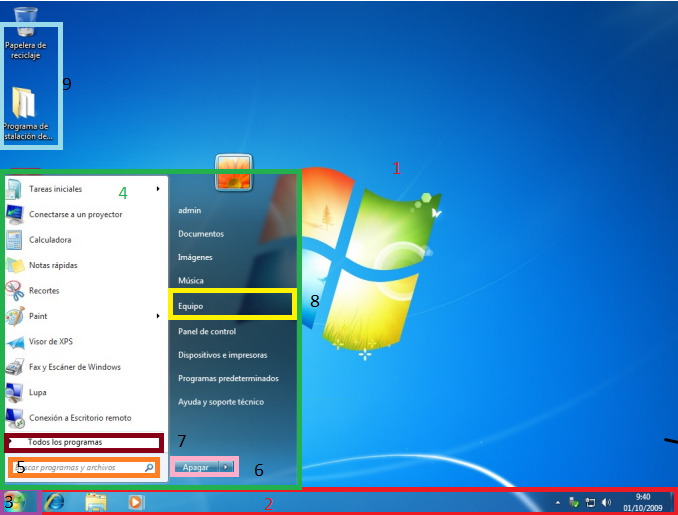 Papelera de
reciclaje
9
Programa de
stalación de...
1
4
Tareas iniciales
Conectarse a un proyector
Calculadora
Notas rápidas
Recortes
Paint
Visor de XPS
Fax y Escáner de Windows
Lupa
Conexión a Escritorio remoto
Todos los programas
5
scar programas y archivos
admin
Documentos
Imágenes
Música
Equipo
8
Panel de control
Dispositivos e impresoras
Programas predeterminados
Ayuda y soporte técnico
7
Apagar
6
3
2
9:40
01/10/2009